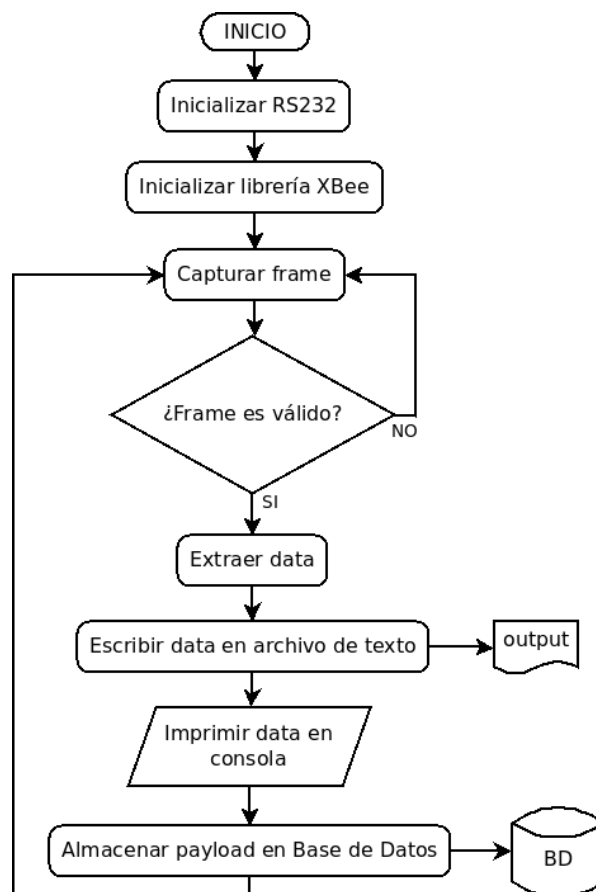 INICIO
Inicializar RS232
Inicializar librería XBee
Capturar frame
¿Frame es válido?
NO
SI
Extraer data
Escribir data en archivo de texto
output
Imprimir data en
consola
Almacenar payload en Base de Datos
BD